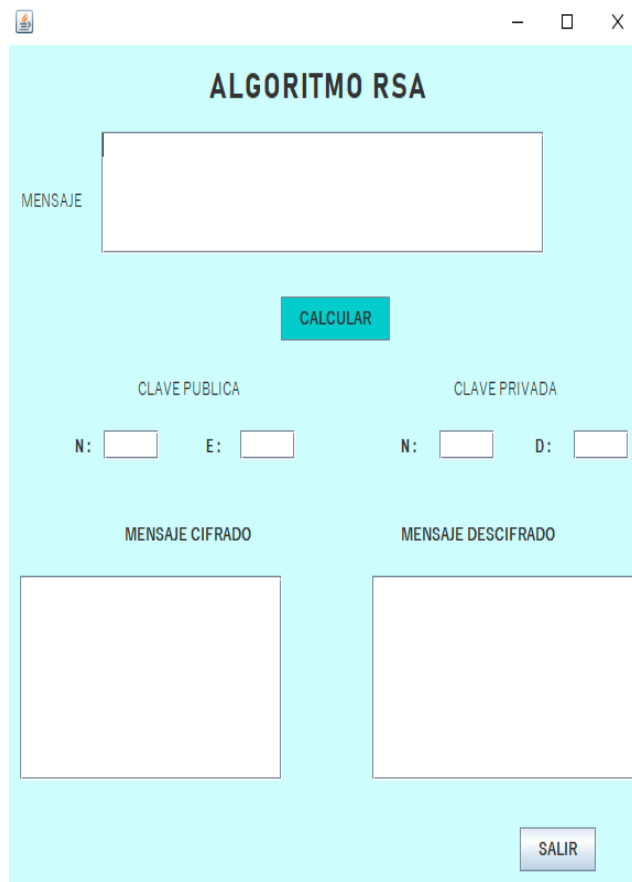 ALGORITMO RSA
MENSAJE
CALCULAR
CLAVE PUBLICA CLAVE PRIVADA
N: E: N: D:
MENSAJE CIFRADO MENSAJE DESCIFRADO
SALIR